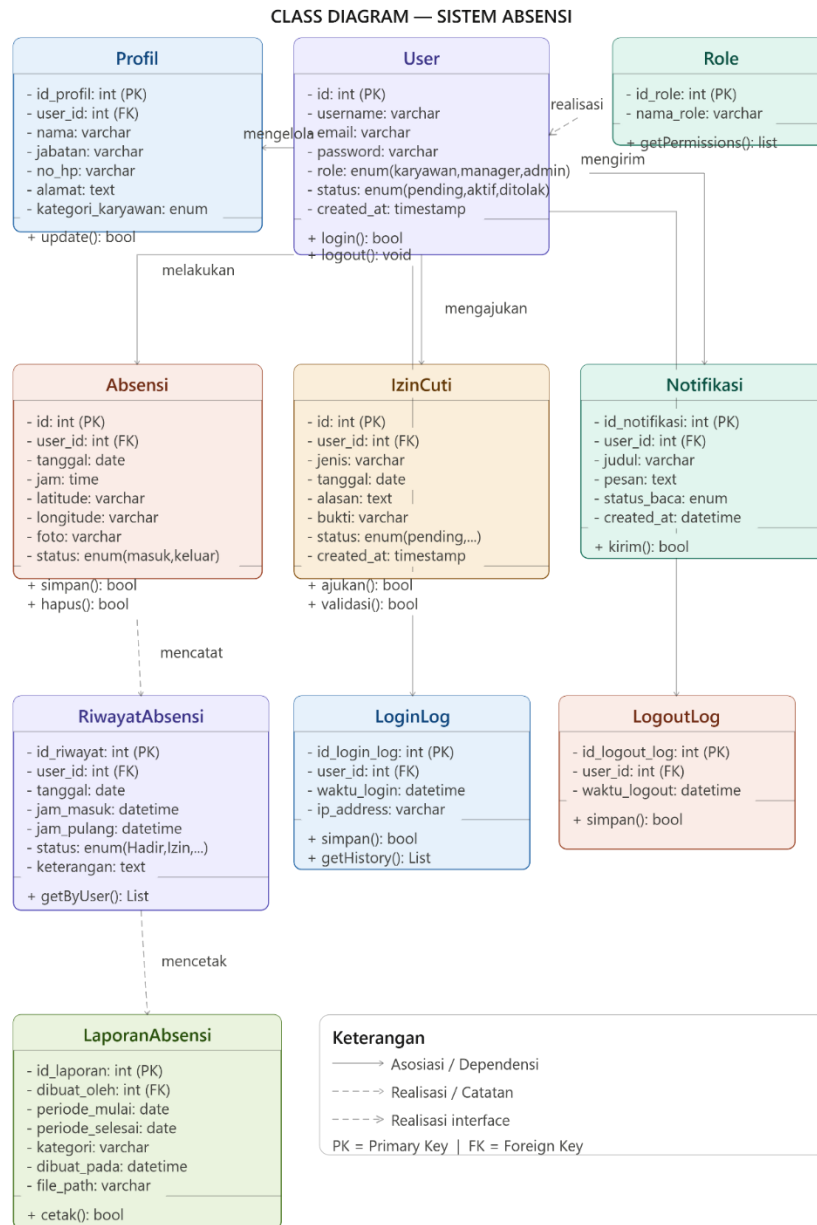 CLASS DIAGRAM — SISTEM ABSENSI
Profil
- id_profil: int (PK)
- user_id: int (FK)
- nama: varchar
- jabatan: varchar
- no_hp: varchar
- alamat: text
- kategori_karyawan: enum
+ update(): bool
mengelola
User
- id: int (PK)
- username: varchar
- email: varchar
- password: varchar
- role: enum(karyawan,manager,admin)
- status: enum(pending,aktif,ditolak)
- created_at: timestamp
+ login(): bool
+ logout(): void
realisasi
Role
- id_role: int (PK)
- nama_role: varchar
+ getPermissions(): list
mengirim
melakukan
mengajukan
Absensi
- id: int (PK)
- user_id: int (FK)
- tanggal: date
- jam: time
- latitude: varchar
- longitude: varchar
- foto: varchar
- status: enum(masuk,keluar)
+ simpan(): bool
+ hapus(): bool
IzinCuti
- id: int (PK)
- user_id: int (FK)
- jenis: varchar
- tanggal: date
- alasan: text
- bukti: varchar
- status: enum(pending,...)
- created_at: timestamp
+ ajukan(): bool
+ validasi(): bool
Notifikasi
- id_notifikasi: int (PK)
- user_id: int (FK)
- judul: varchar
- pesan: text
- status_baca: enum
- created_at: datetime
+ kirim(): bool
mencatat
RiwayatAbsensi
- id_riwayat: int (PK)
- user_id: int (FK)
- tanggal: date
- jam_masuk: datetime
- jam_pulang: datetime
- status: enum(Hadir,Izin,...)
- keterangan: text
+ getByUser(): List
LoginLog
- id_login_log: int (PK)
- user_id: int (FK)
- waktu_login: datetime
- ip_address: varchar
+ simpan(): bool
+ getHistory(): List
LogoutLog
- id_logout_log: int (PK)
- user_id: int (FK)
- waktu_logout: datetime
+ simpan(): bool
mencetak
LaporanAbsensi
- id_laporan: int (PK)
- dibuat_oleh: int (FK)
- periode_mulai: date
- periode_selesai: date
- kategori: varchar
- dibuat_pada: datetime
- file_path: varchar
+ cetak(): bool
Keterangan
Asosiasi / Dependensi
Realisasi / Catatan
Realisasi interface
PK = Primary Key | FK = Foreign Key